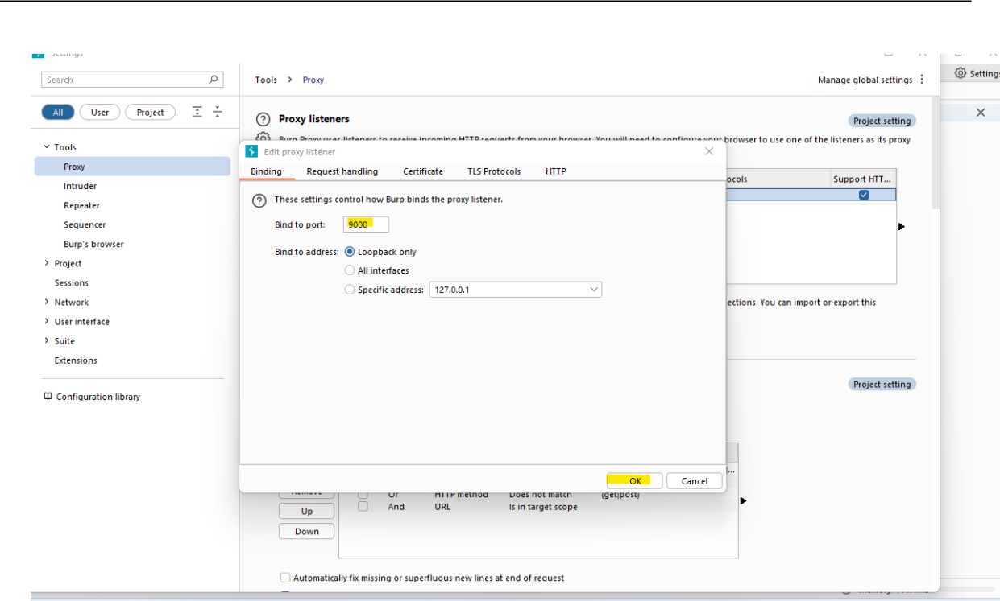 Settings
Search
Tools > Proxy
Manage global settings
Settings
All User Project
Proxy listeners
Project setting
Burp Proxy uses listeners to receive incoming HTTP requests from your browser. You will need to configure your browser to use one of the listeners as its proxy
Tools
Edit proxy listener
Proxy
Binding Request handling Certificate TLS Protocols HTTP
ocols Support HTT...
Intruder
These settings control how Burp binds the proxy listener.
Repeater
Sequencer
Bind to port: 9000
Burp's browser
Bind to address: Loopback only
Project
All interfaces
Sessions
Specific address: 127.0.0.1
Network
ections. You can import or export this
User interface
Suite
Extensions
Project setting
Configuration library
OK Cancel
Remove Or HTTP method Does not match (get|post)
Up And URL Is in target scope
Down
Automatically fix missing or superfluous new lines at end of request